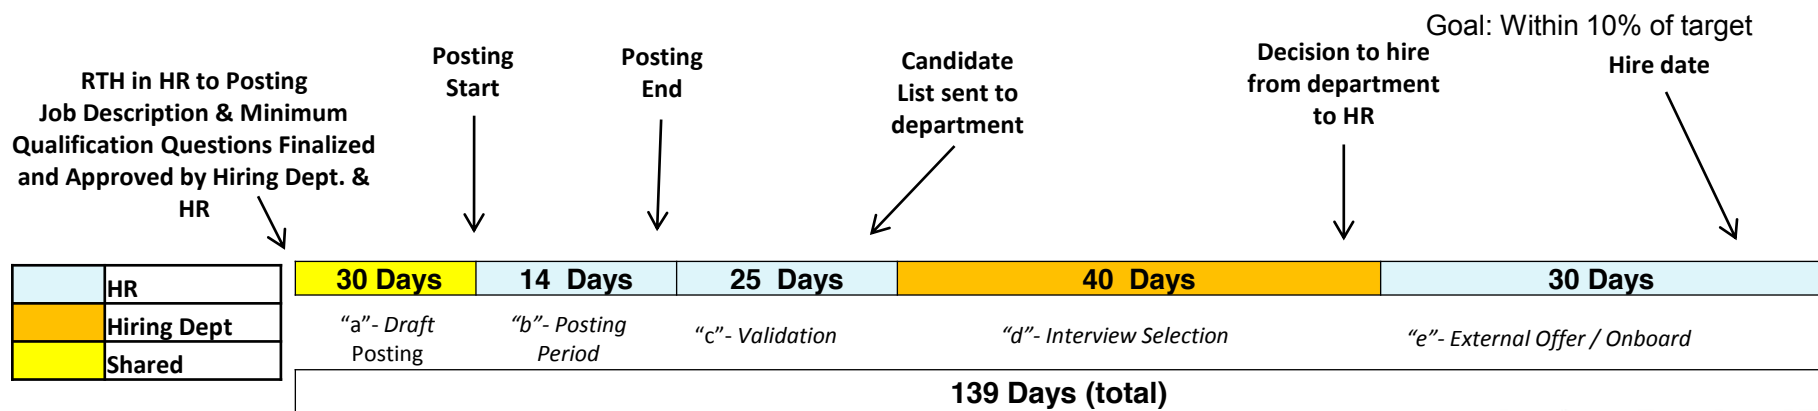 Goal: Within 10% of target
RTH in HR to Posting
Job Description & Minimum
Qualification Questions Finalized
and Approved by Hiring Dept. &
HR
Posting
Start
Posting
End
Candidate
List sent to
department
Decision to hire
from department
to HR
Hire date
HR
Hiring Dept
Shared
30 Days
14 Days
25 Days
40 Days
30 Days
“a”- Draft
Posting
“b”- Posting
Period
“c”- Validation
“d”- Interview Selection
“e”- External Offer / Onboard
139 Days (total)